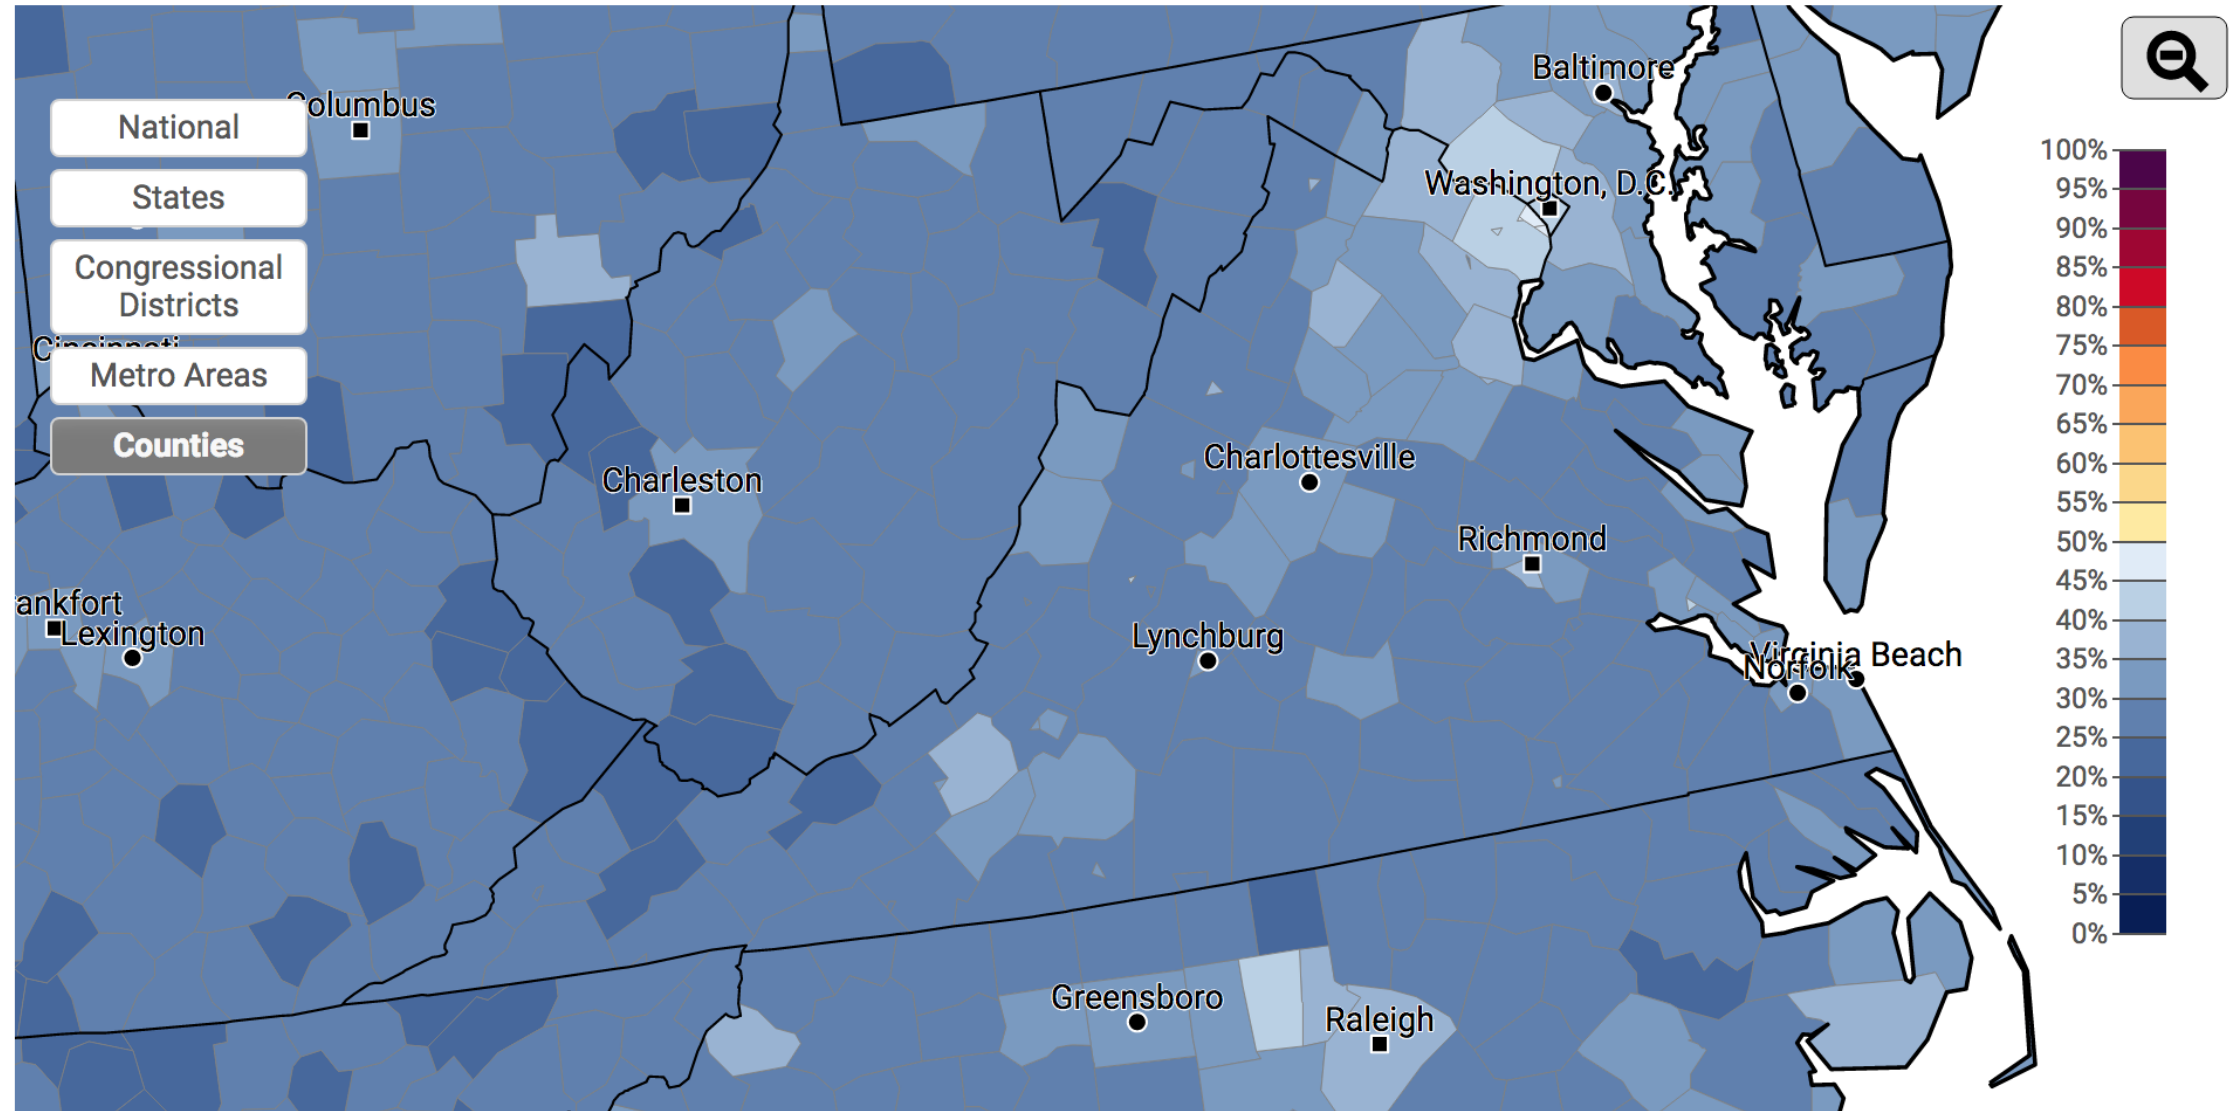 Baltimore
Columbus
National
States
Washington, D.C.
Congressional
Districts
Cincinnati
Metro Areas
Counties
Charleston
Charlottesville
Richmond
ankfort
Lexington
Lynchburg
Virginia Beach
Norfolk
Greensboro
Raleigh
100%
95%
90%
85%
80%
75%
70%
65%
60%
55%
50%
45%
40%
35%
30%
25%
20%
15%
10%
5%
0%